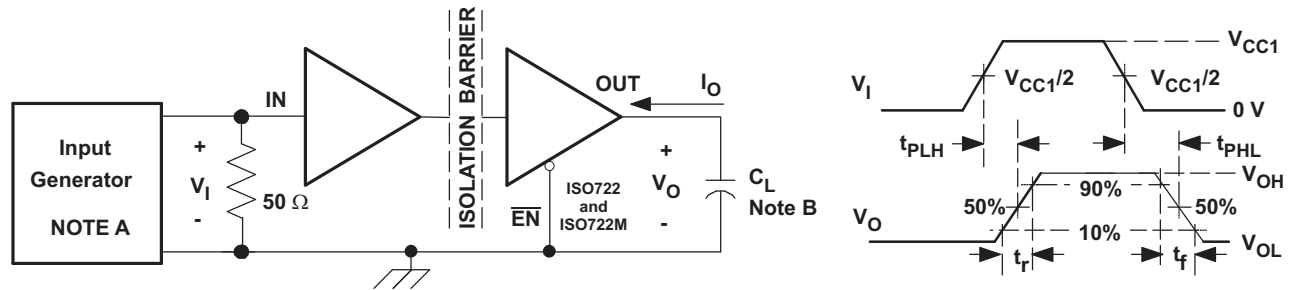 Input
Generator
NOTE A
+
V_I
-
IN
50 Ω
ISOLATION BARRIER
EN
ISO722
and
ISO722M
OUT
I_O
+
V_O
-
C_L
Note B
V_I
V_CC1
V_CC1/2
V_CC1/2
0 V
t_PLH
t_PHL
V_O
50%
90%
50%
10%
V_OH
V_OL
t_r
t_f